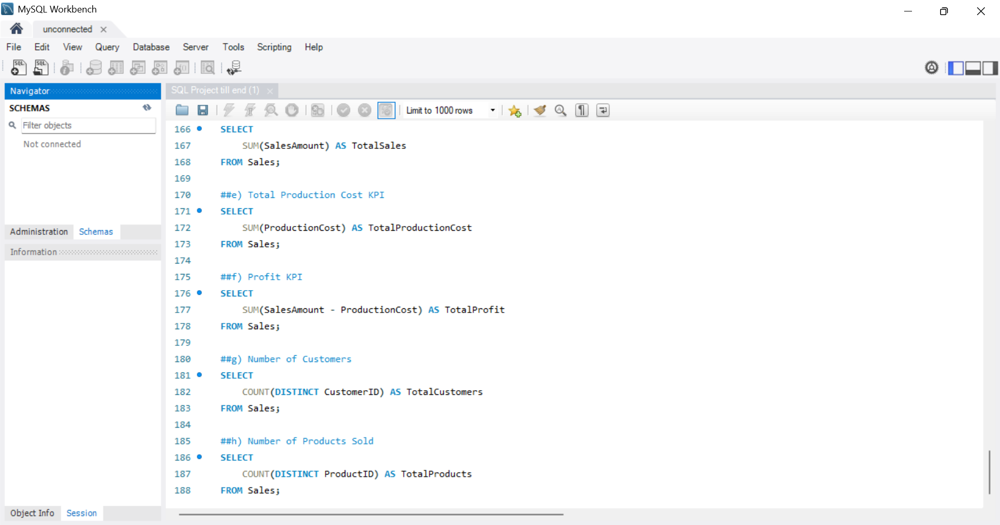 MySQL Workbench
unconnected
File Edit View Query Database Server Tools Scripting Help
Navigator
SCHEMAS
Filter objects
Not connected
Administration Schemas
Information
Object Info Session
SQL Project till end (1)
Limit to 1000 rows
166 SELECT
167 SUM(SalesAmount) AS TotalSales
168 FROM Sales;
169
170 ##e) Total Production Cost KPI
171 SELECT
172 SUM(ProductionCost) AS TotalProductionCost
173 FROM Sales;
174
175 ##f) Profit KPI
176 SELECT
177 SUM(SalesAmount - ProductionCost) AS TotalProfit
178 FROM Sales;
179
180 ##g) Number of Customers
181 SELECT
182 COUNT(DISTINCT CustomerID) AS TotalCustomers
183 FROM Sales;
184
185 ##h) Number of Products Sold
186 SELECT
187 COUNT(DISTINCT ProductID) AS TotalProducts
188 FROM Sales;